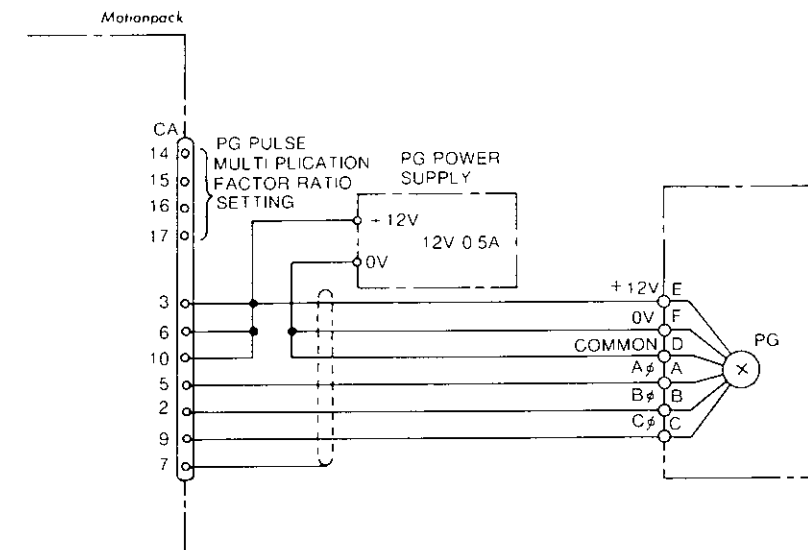 Motionpack
CA
14
15
16
17
PG PULSE
MULTI PLICATION
FACTOR RATIO
SETTING
PG POWER
SUPPLY
+12V
12V 0.5A
0V
3
6
10
5
2
9
7
+12V E
0V F
COMMON D
Aφ A
Bφ B
Cφ C
PG